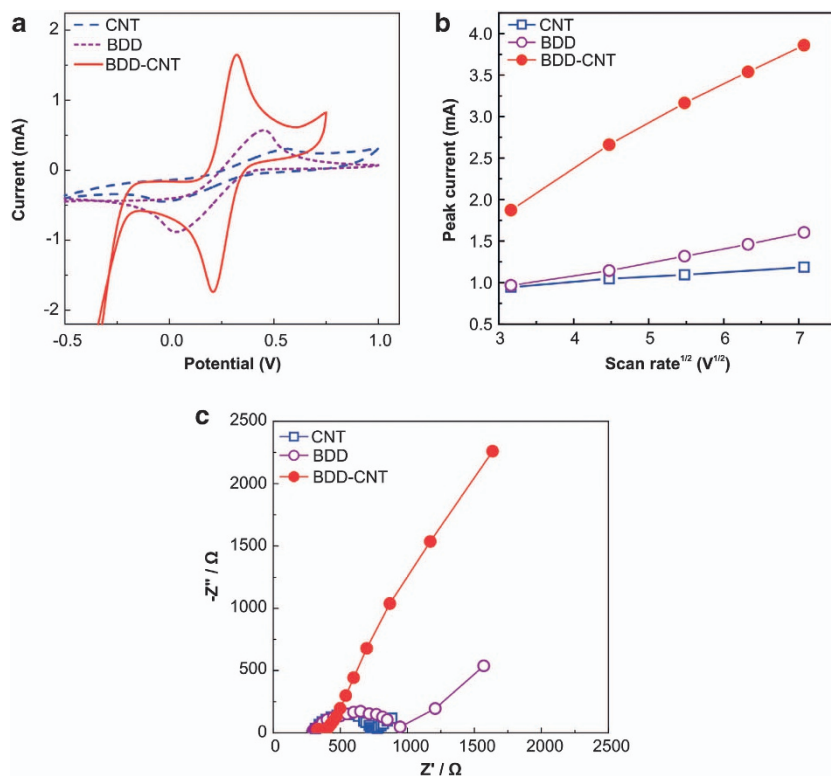 a
CNT
BDD
BDD-CNT
2
1
0
-1
-2
-0.5
0.0
0.5
1.0
Current (mA)
Potential (V)
b
CNT
BDD
BDD-CNT
4.0
3.5
3.0
2.5
2.0
1.5
1.0
0.5
3
4
5
6
7
Peak current (mA)
Scan rate^1/2 (V^1/2)
c
CNT
BDD
BDD-CNT
2500
2000
1500
1000
500
0
0
500
1000
1500
2000
2500
-Z'' / Ω
Z' / Ω